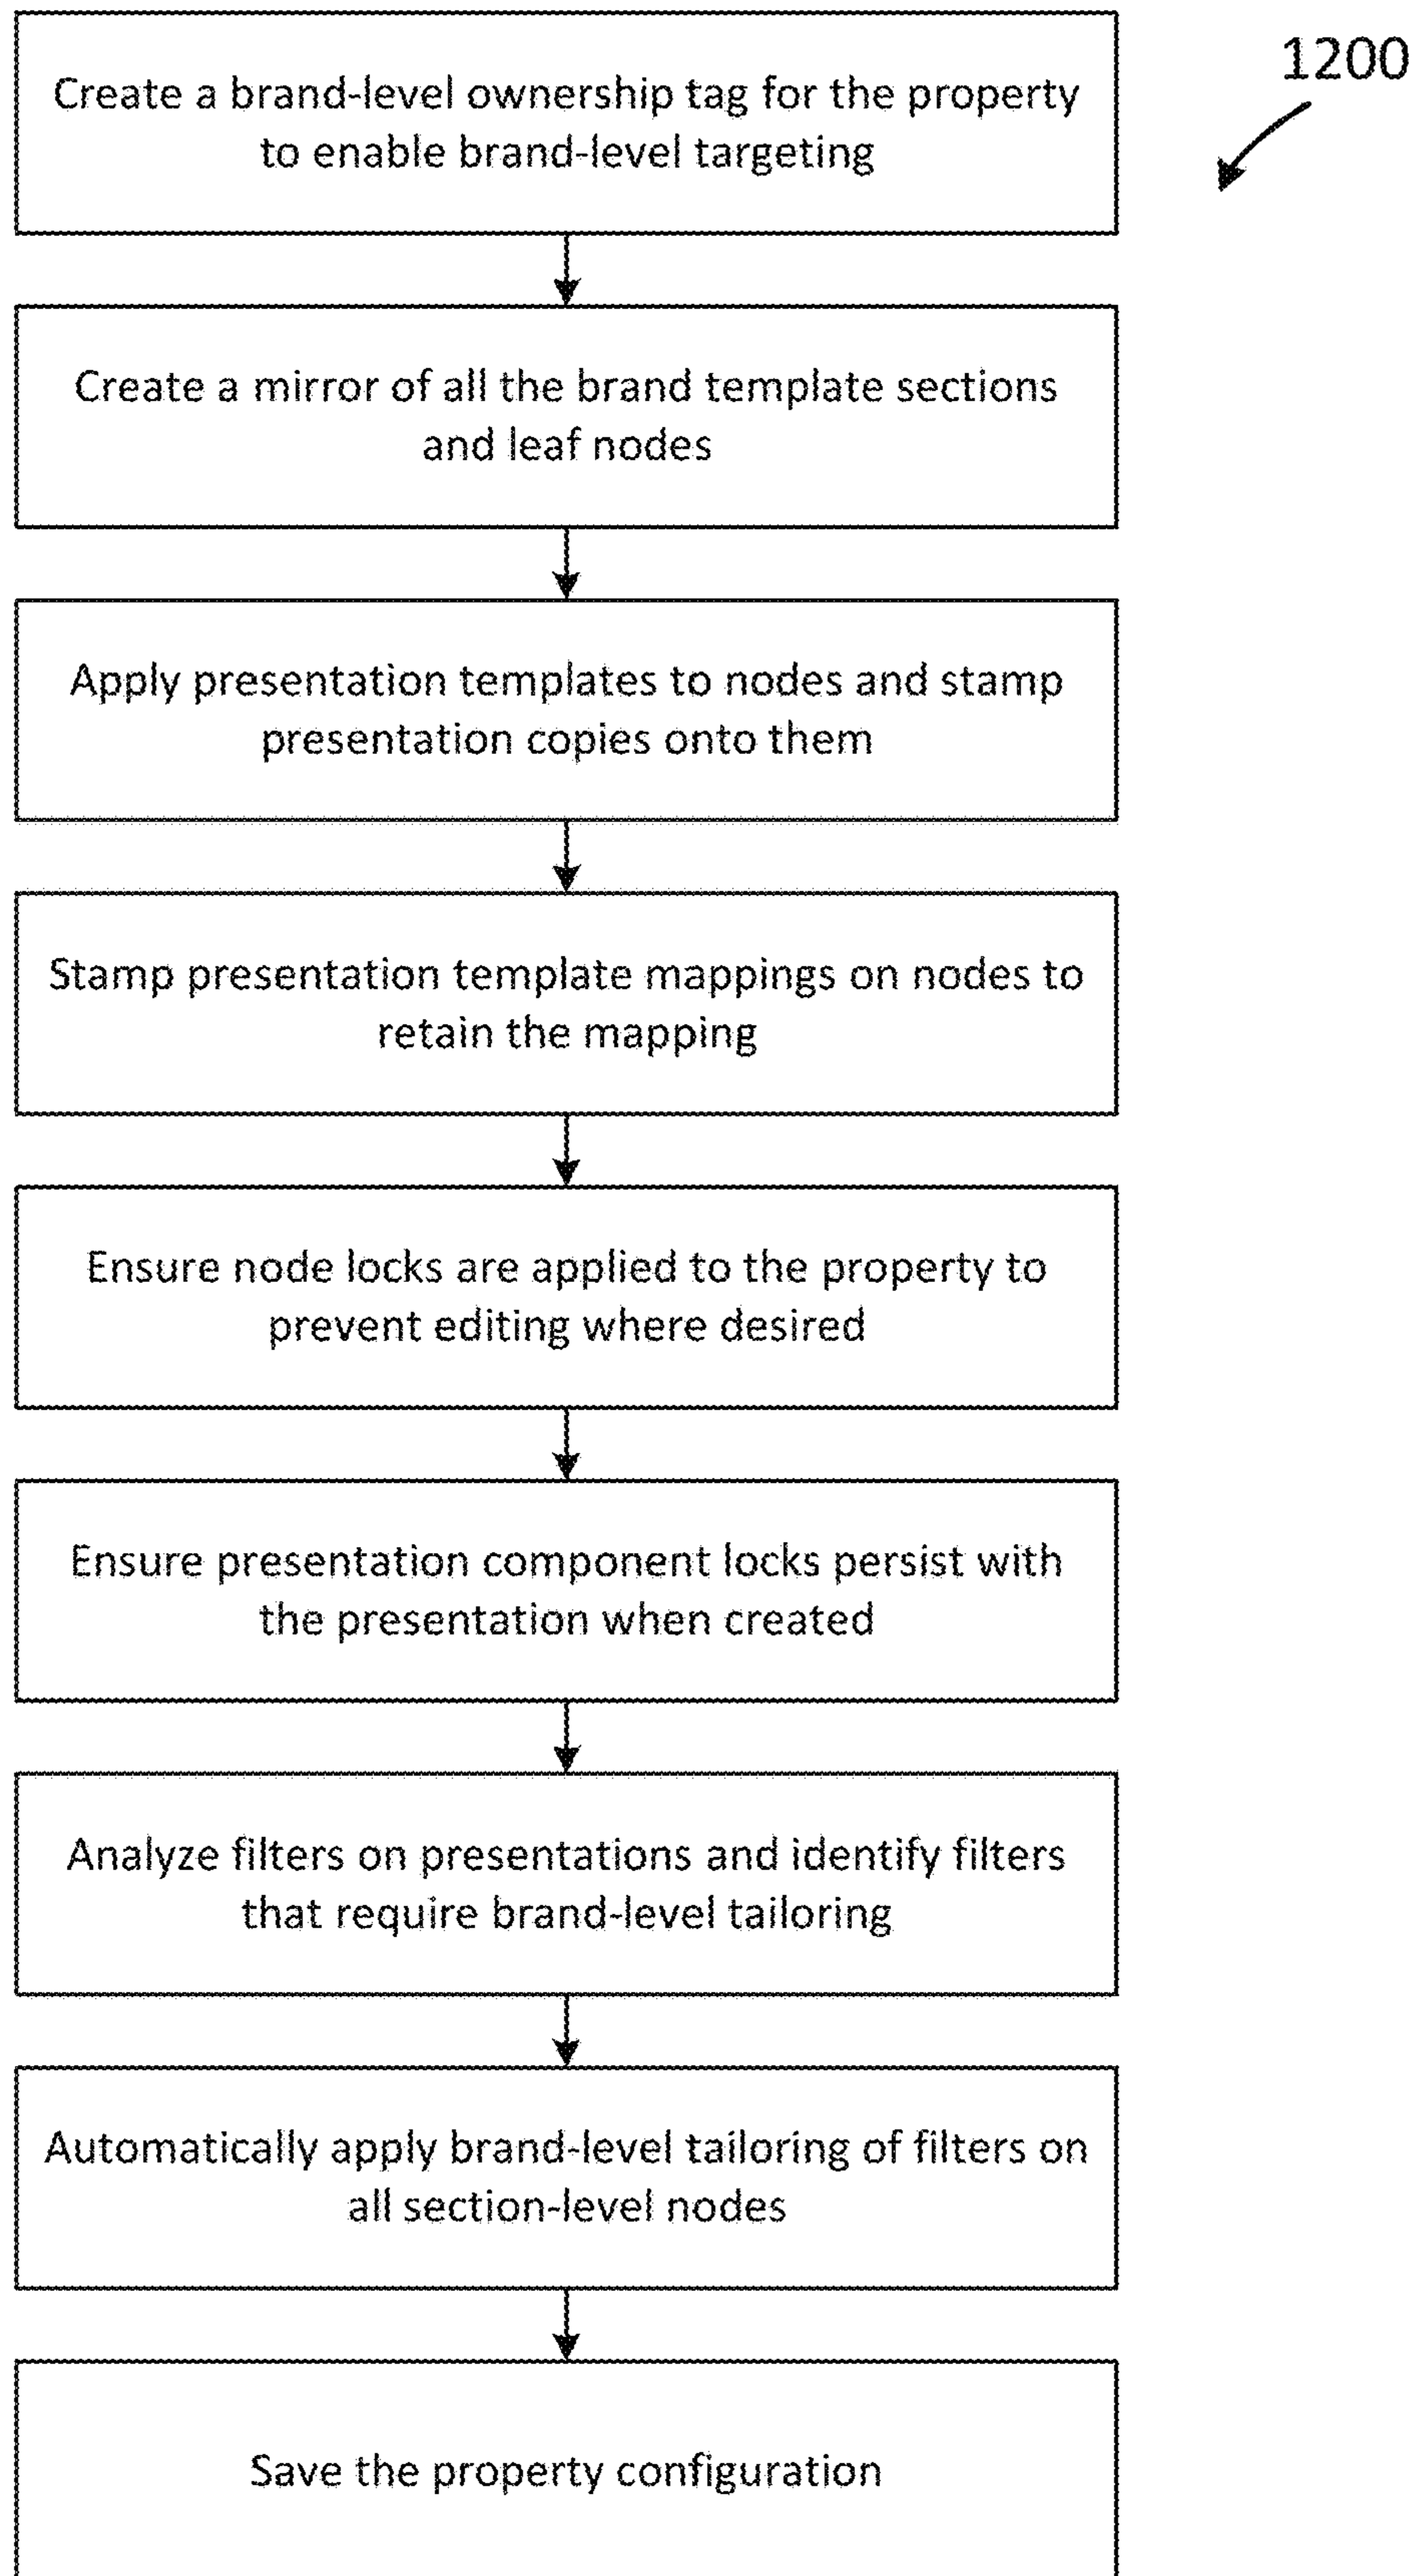 1200
Create a brand-level ownership tag for the property
to enable brand-level targeting
Create a mirror of all the brand template sections
and leaf nodes
Apply presentation templates to nodes and stamp
presentation copies onto them
Stamp presentation template mappings on nodes to
retain the mapping
Ensure node locks are applied to the property to
prevent editing where desired
Ensure presentation component locks persist with
the presentation when created
Analyze filters on presentations and identify filters
that require brand-level tailoring
Automatically apply brand-level tailoring of filters on
all section-level nodes
Save the property configuration